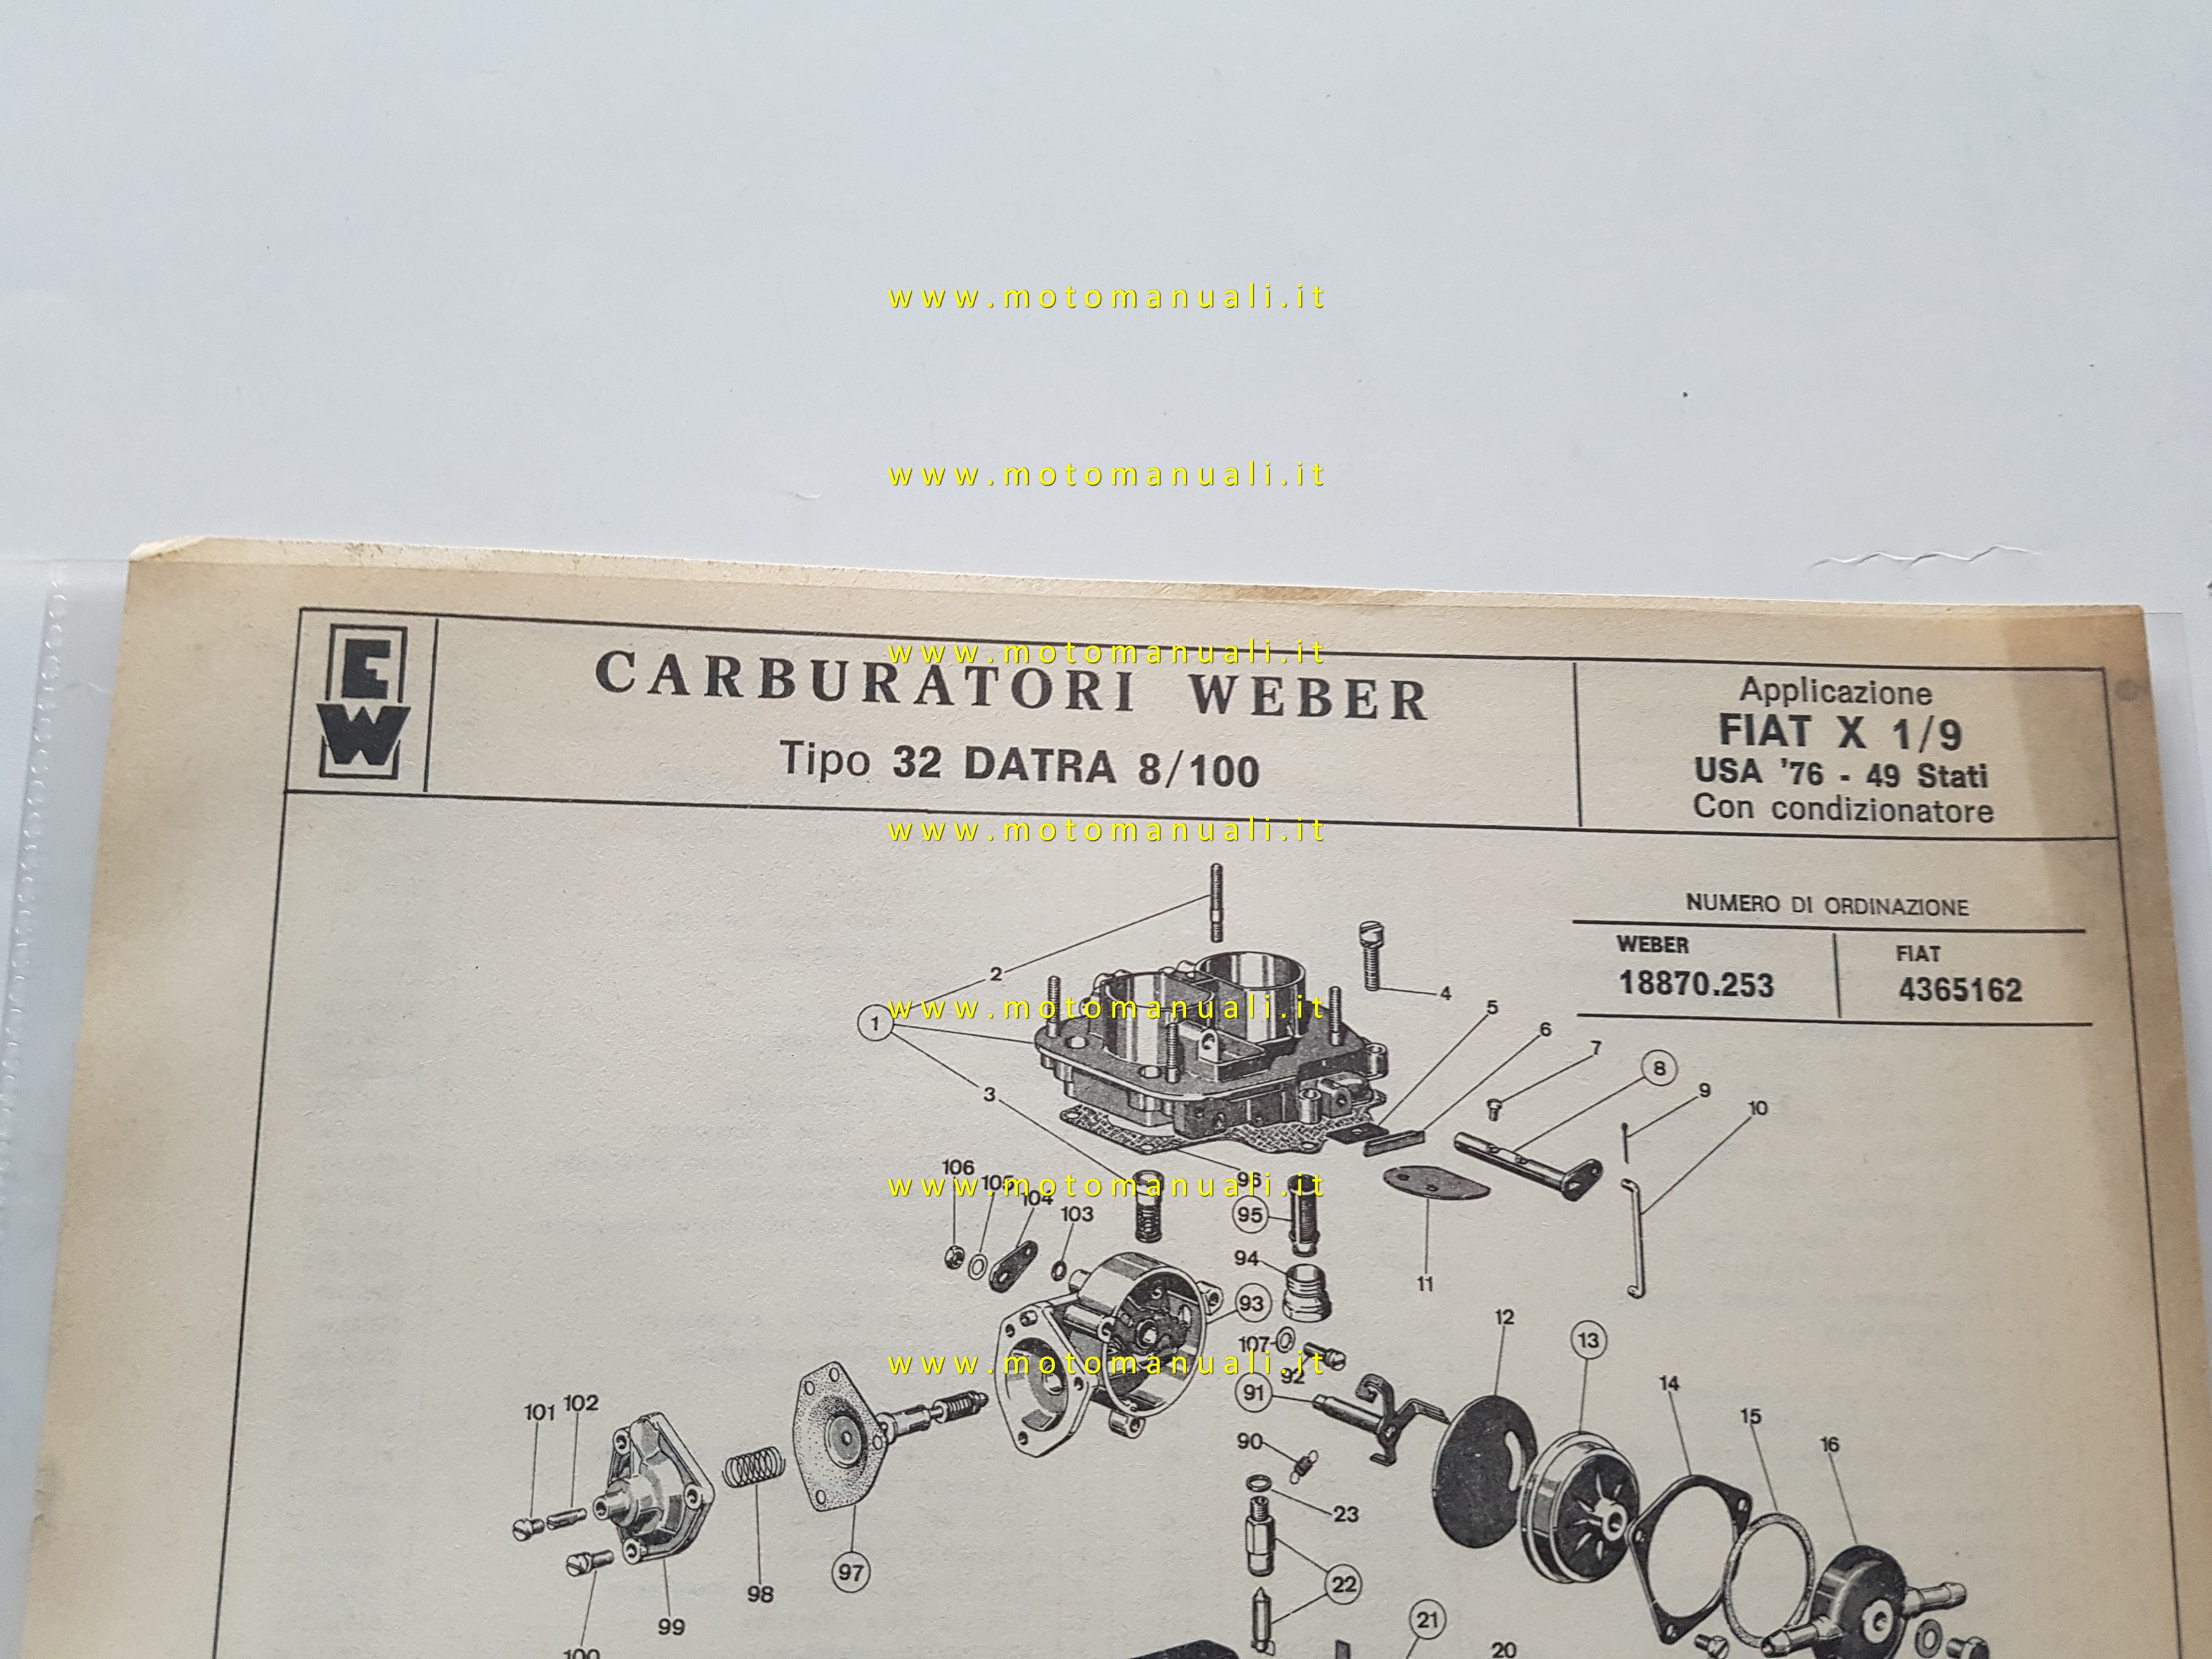 www.motomanuali.it
www.motomanuali.it
www.motomanuali.it
E
W
CARBURATORI WEBER
Tipo 32 DATRA 8/100
Applicazione
FIAT X 1/9
USA '76 - 49 Stati
Con condizionatore
www.motomanuali.it
NUMERO DI ORDINAZIONE
WEBER
18870.253
FIAT
4365162
2
4
1
www.motomanuali.it
5
6
7
8
3
9
10
106
105
104
103
www.motomanuali.it
96
95
94
11
93
12
13
107
92
www.motomanuali.it
91
14
101
102
15
90
16
23
97
98
22
99
21
100
20